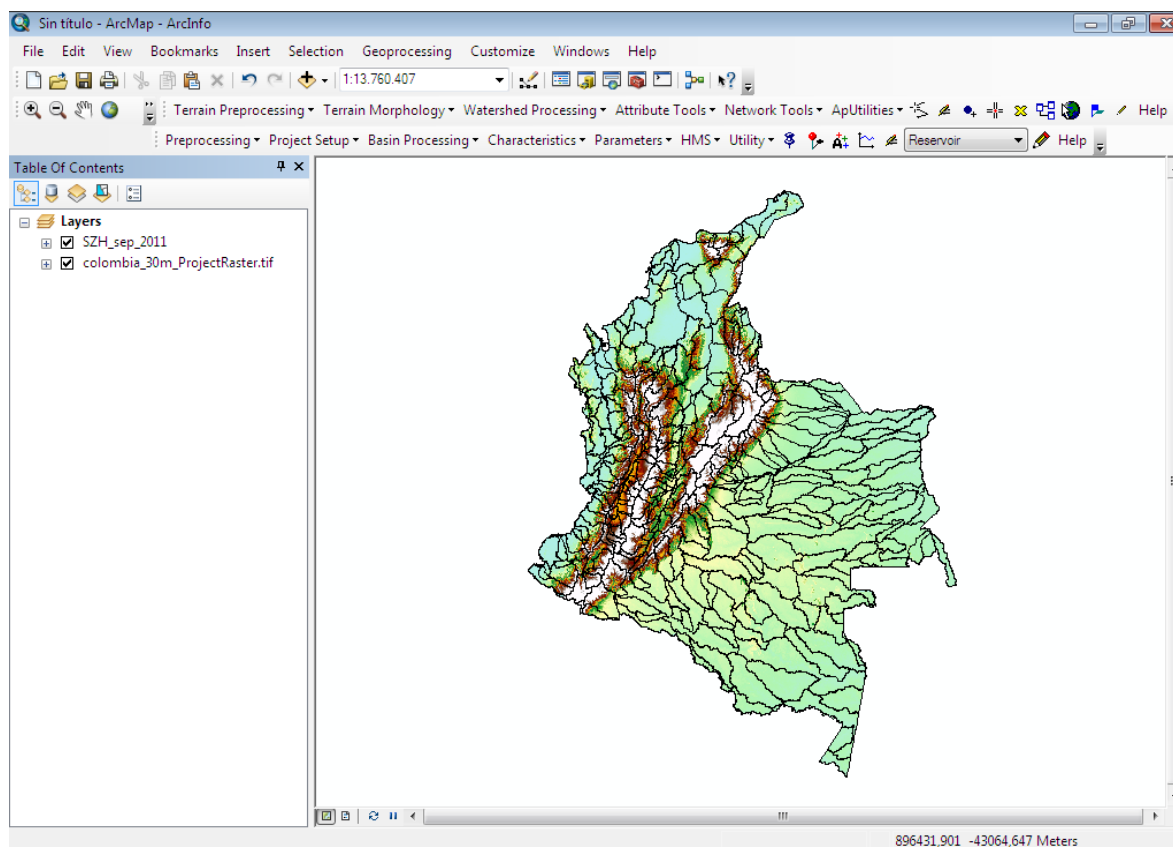 Sin título - ArcMap - ArcInfo
File Edit View Bookmarks Insert Selection Geoprocessing Customize Windows Help
1:13.760.407
Terrain Preprocessing Terrain Morphology Watershed Processing Attribute Tools Network Tools ApUtilities Help
Preprocessing Project Setup Basin Processing Characteristics Parameters HMS Utility Reservoir Help
Table Of Contents
Layers
SZH_sep_2011
colombia_30m_ProjectRaster.tif
896431,901 -43064,647 Meters